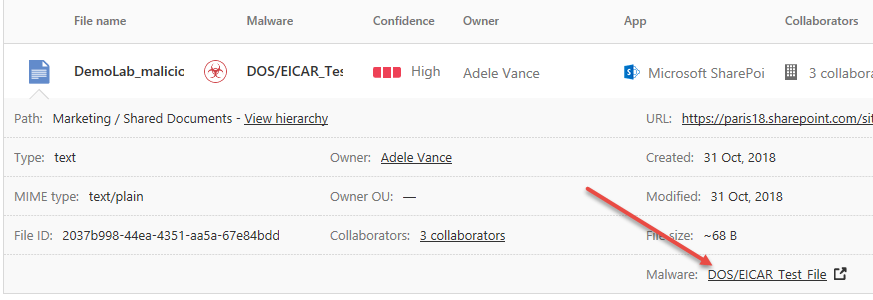 File name Malware Confidence Owner App Collaborators
DemoLab_malicio DOS/EICAR_Test High Adele Vance Microsoft SharePoi 3 collabora
Path: Marketing / Shared Documents - View hierarchy URL: https://paris18.sharepoint.com/sit
Type: text Owner: Adele Vance Created: 31 Oct, 2018
MIME type: text/plain Owner OU: — Modified: 31 Oct, 2018
File ID: 2037b998-44ea-4351-aa5a-67e84bdd Collaborators: 3 collaborators File size: ~68 B
Malware: DOS/EICAR_Test_File